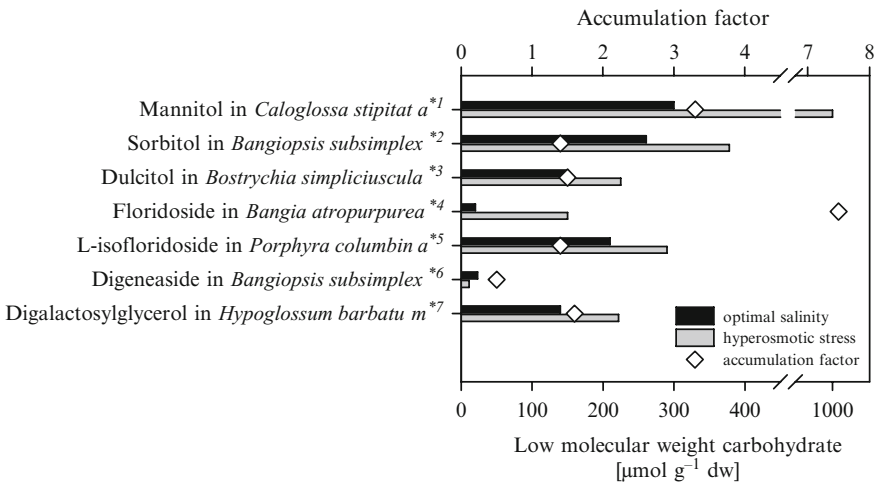 Accumulation factor
0 1 2 3 4 7 8
Mannitol in Caloglossa stipitat a*1
Sorbitol in Bangiopsis subsimplex *2
Dulcitol in Bostrychia simpliciuscula *3
Floridoside in Bangia atropurpurea *4
L-isofloridoside in Porphyra columbin a*5
Digeneaside in Bangiopsis subsimplex *6
Digalactosylglycerol in Hypoglossum barbatu m*7
optimal salinity
hyperosmotic stress
accumulation factor
0 100 200 300 400 1000
Low molecular weight carbohydrate
[µmol g–1 dw]